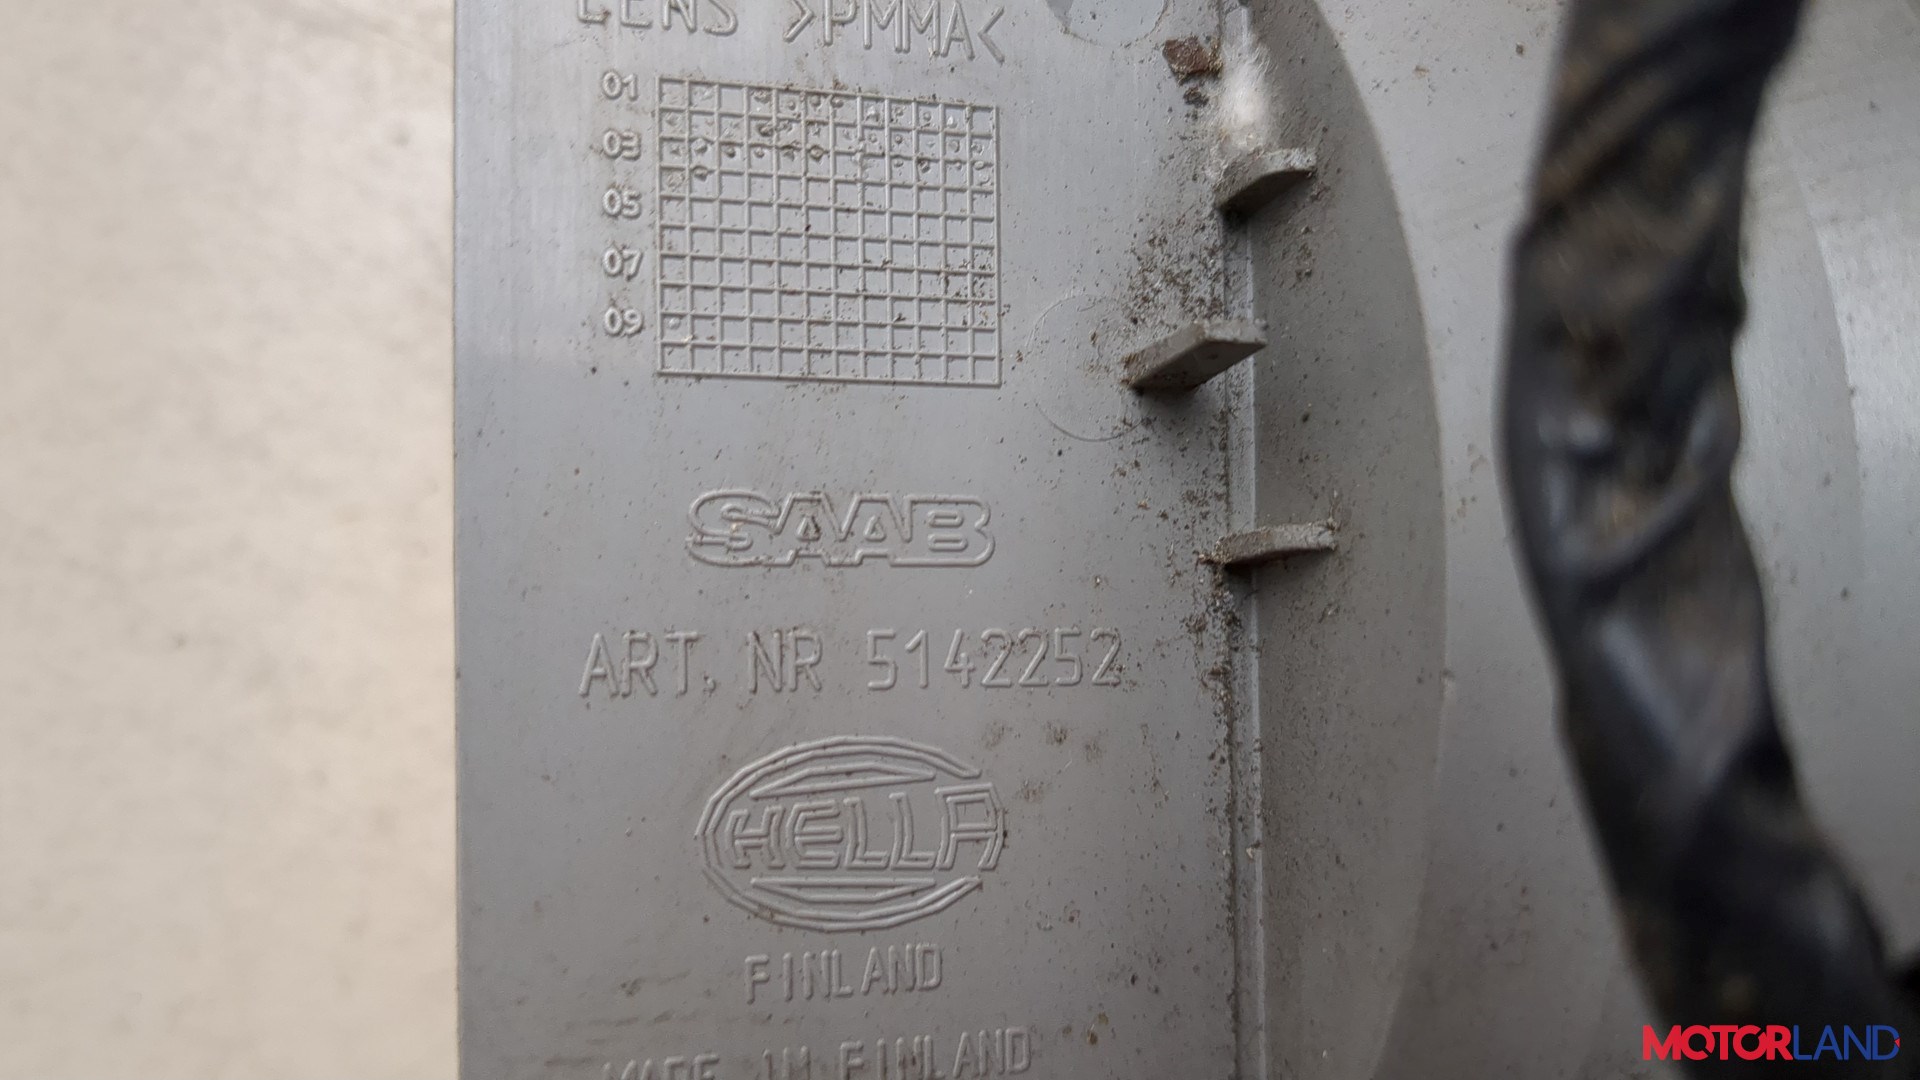 LENS >PMMA<
01
03
05
07
09
SAAB
ART. NR 5142252
HELLA
FINLAND
MADE IN FINLAND
MOTORLAND